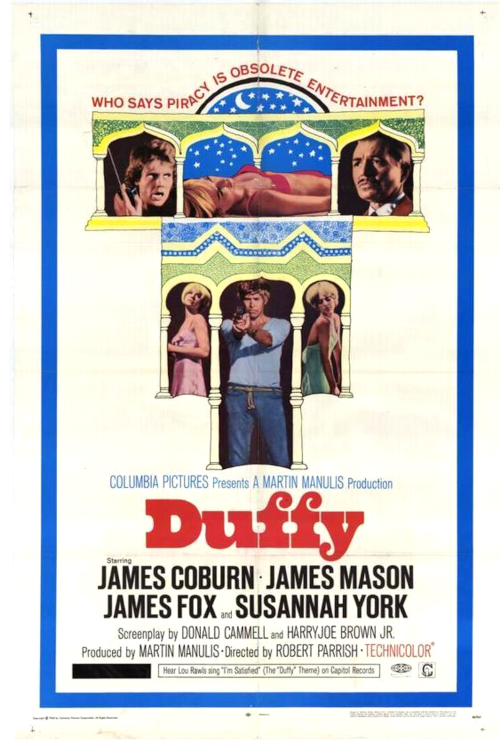 WHO SAYS PIRACY IS OBSOLETE ENTERTAINMENT?
COLUMBIA PICTURES Presents A MARTIN MANULIS Production
Duffy
Starring
JAMES COBURN · JAMES MASON
JAMES FOX and SUSANNAH YORK
Screenplay by DONALD CAMMELL and HARRYJOE BROWN JR.
Produced by MARTIN MANULIS · Directed by ROBERT PARRISH · TECHNICOLOR®
Hear Lou Rawls sing "I'm Satisfied" (The "Duffy" Theme) on Capitol Records